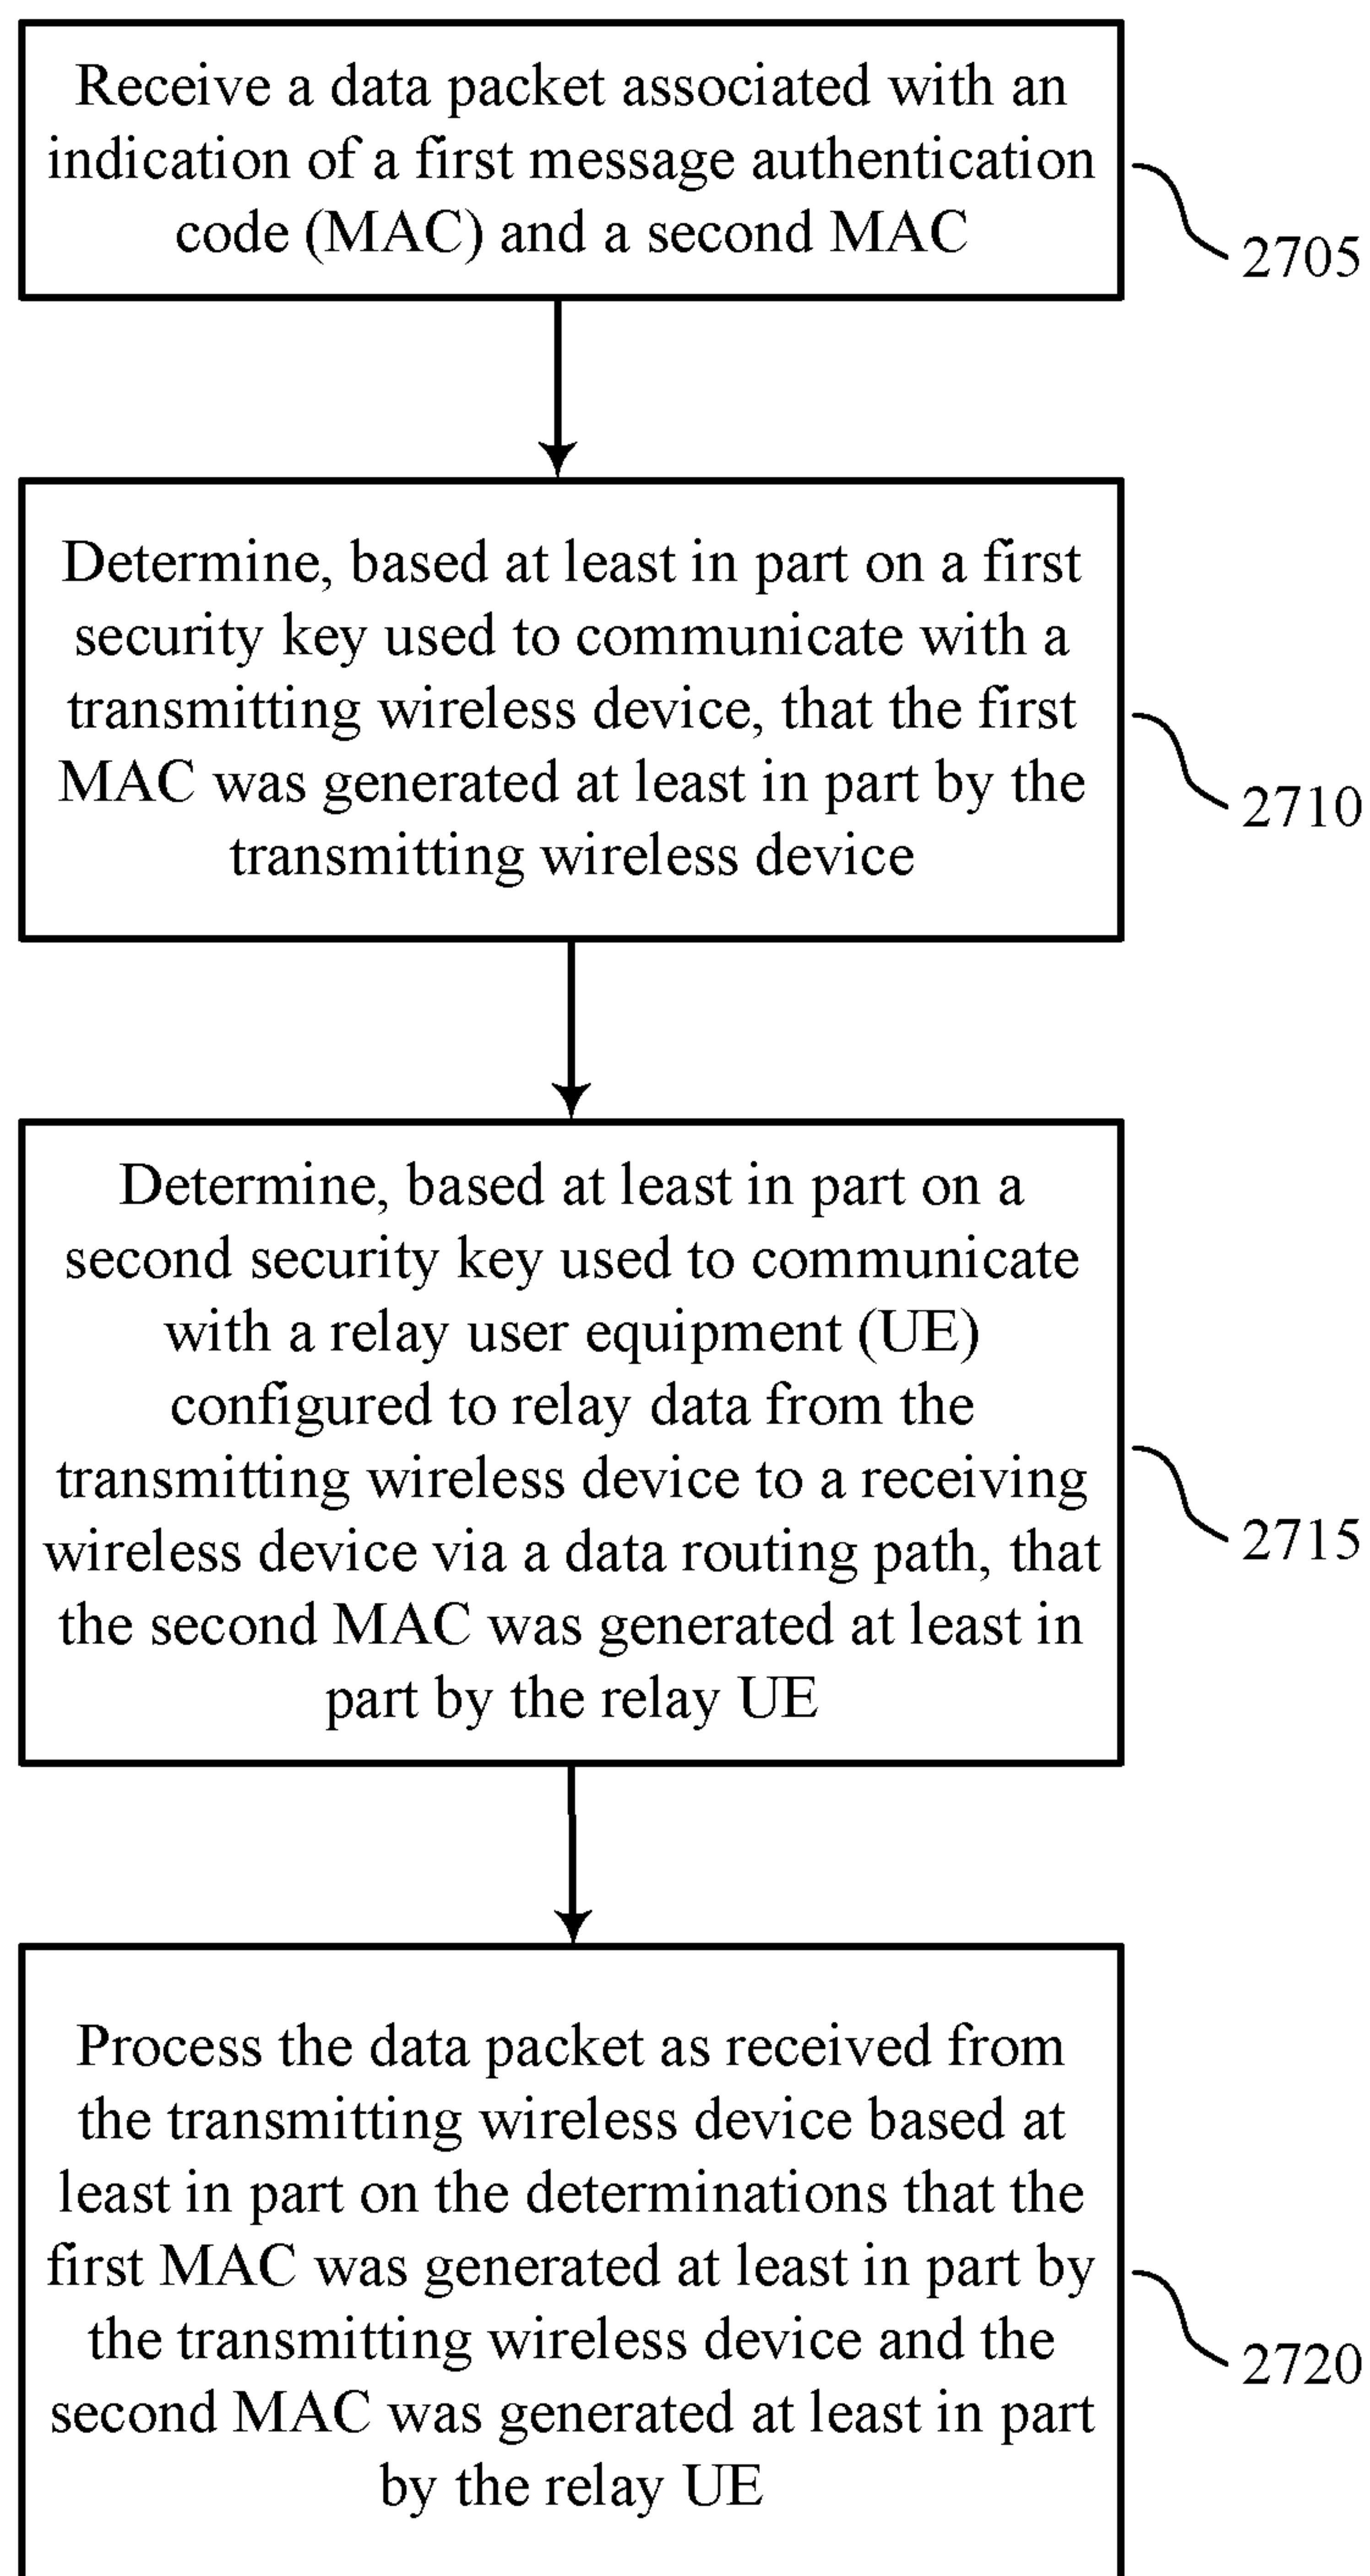 Receive a data packet associated with an
indication of a first message authentication
code (MAC) and a second MAC
2705
Determine, based at least in part on a first
security key used to communicate with a
transmitting wireless device, that the first
MAC was generated at least in part by the
transmitting wireless device
2710
Determine, based at least in part on a
second security key used to communicate
with a relay user equipment (UE)
configured to relay data from the
transmitting wireless device to a receiving
wireless device via a data routing path, that
the second MAC was generated at least in
part by the relay UE
2715
Process the data packet as received from
the transmitting wireless device based at
least in part on the determinations that the
first MAC was generated at least in part by
the transmitting wireless device and the
second MAC was generated at least in part
by the relay UE
2720